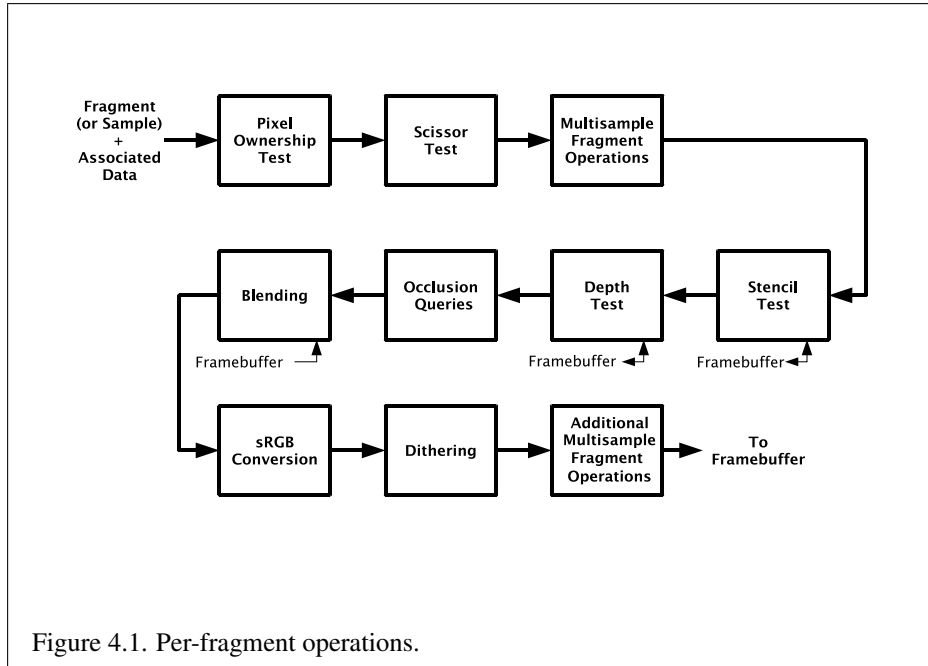 Fragment
(or Sample)
+
Associated
Data
Pixel
Ownership
Test
Scissor
Test
Multisample
Fragment
Operations
Blending
Occlusion
Queries
Depth
Test
Stencil
Test
Framebuffer
Framebuffer
Framebuffer
sRGB
Conversion
Dithering
Additional
Multisample
Fragment
Operations
To
Framebuffer
Figure 4.1. Per-fragment operations.